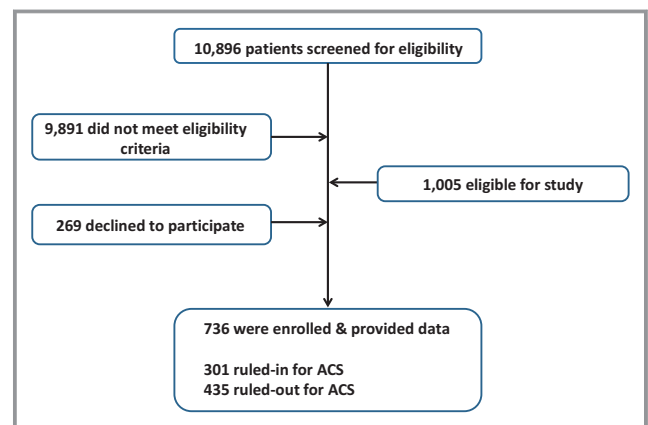 10,896 patients screened for eligibility
9,891 did not meet eligibility
criteria
1,005 eligible for study
269 declined to participate
736 were enrolled & provided data
301 ruled-in for ACS
435 ruled-out for ACS